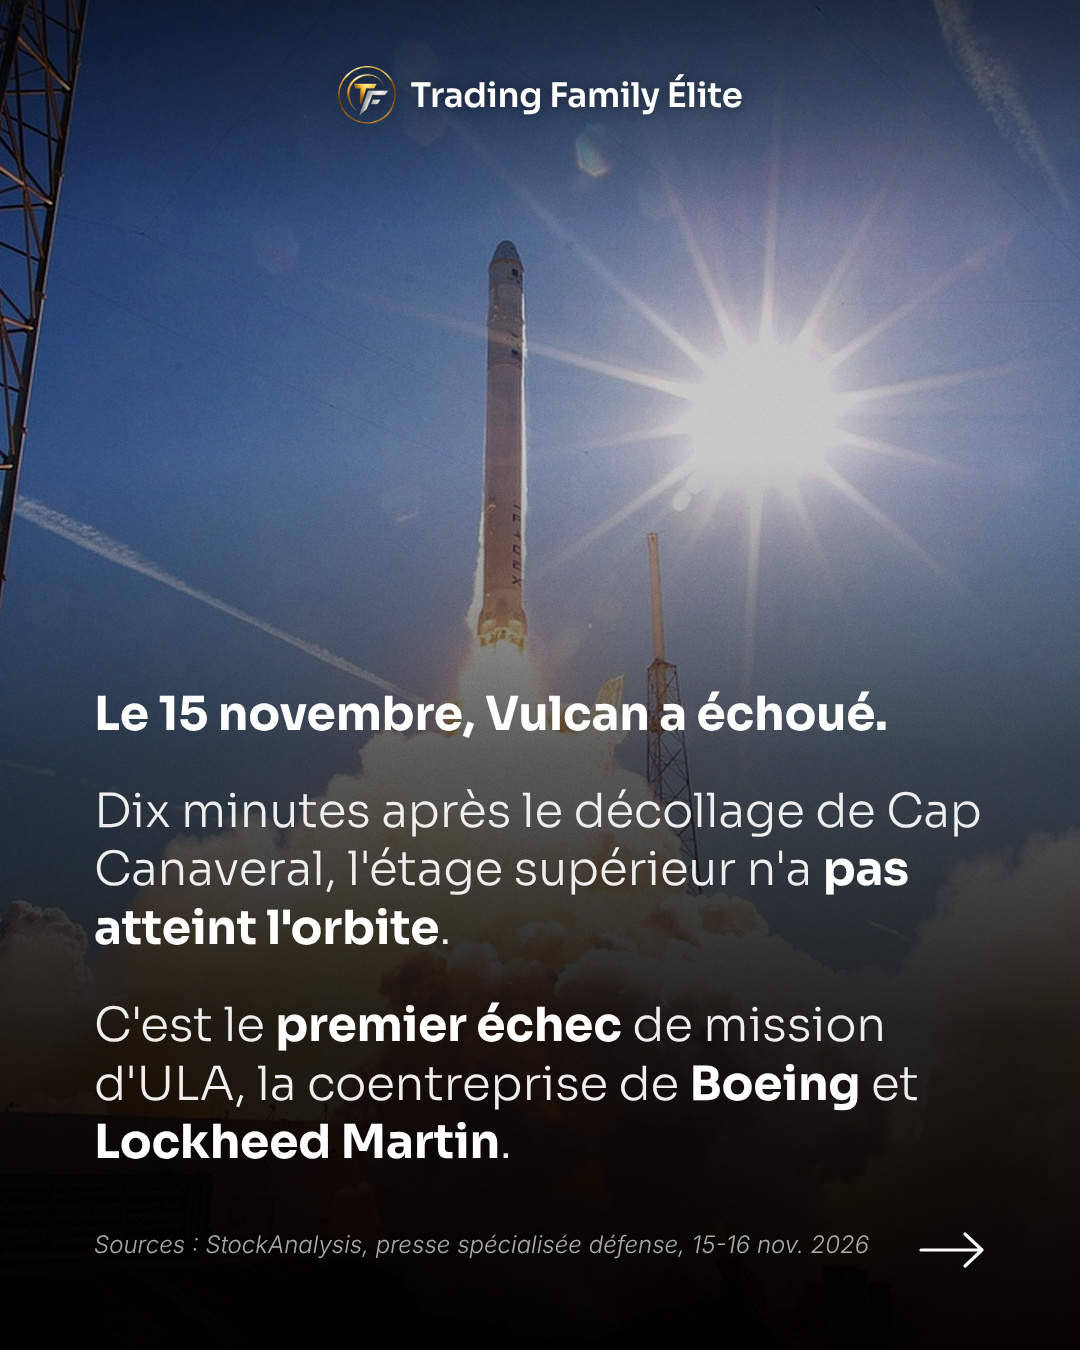 Trading Family Élite
Le 15 novembre, Vulcan a échoué.
Dix minutes après le décollage de Cap
Canaveral, l'étage supérieur n'a pas
atteint l'orbite.
C'est le premier échec de mission
d'ULA, la coentreprise de Boeing et
Lockheed Martin.
Sources : StockAnalysis, presse spécialisée défense, 15-16 nov. 2026